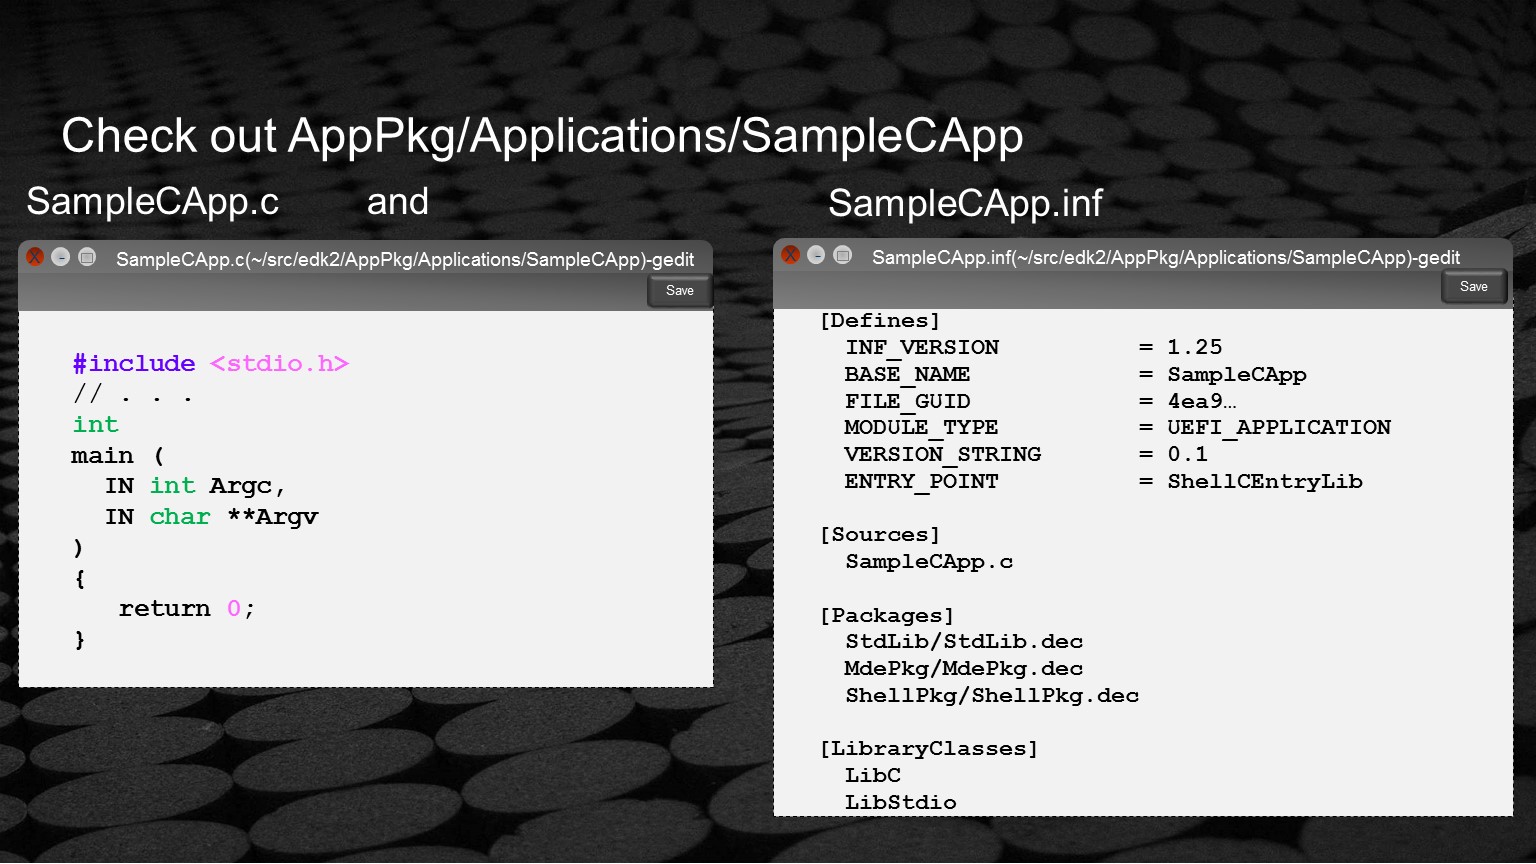 Check out AppPkg/Applications/SampleCApp
SampleCApp.c and
SampleCApp.c(~/src/edk2/AppPkg/Applications/SampleCApp)-gedit
Save
#include <stdio.h>
// . . .
int
main (
IN int Argc,
IN char **Argv
)
{
return 0;
}
SampleCApp.inf
SampleCApp.inf(~/src/edk2/AppPkg/Applications/SampleCApp)-gedit
Save
[Defines]
INF_VERSION = 1.25
BASE_NAME = SampleCApp
FILE_GUID = 4ea9…
MODULE_TYPE = UEFI_APPLICATION
VERSION_STRING = 0.1
ENTRY_POINT = ShellCEntryLib
[Sources]
SampleCApp.c
[Packages]
StdLib/StdLib.dec
MdePkg/MdePkg.dec
ShellPkg/ShellPkg.dec
[LibraryClasses]
LibC
LibStdio